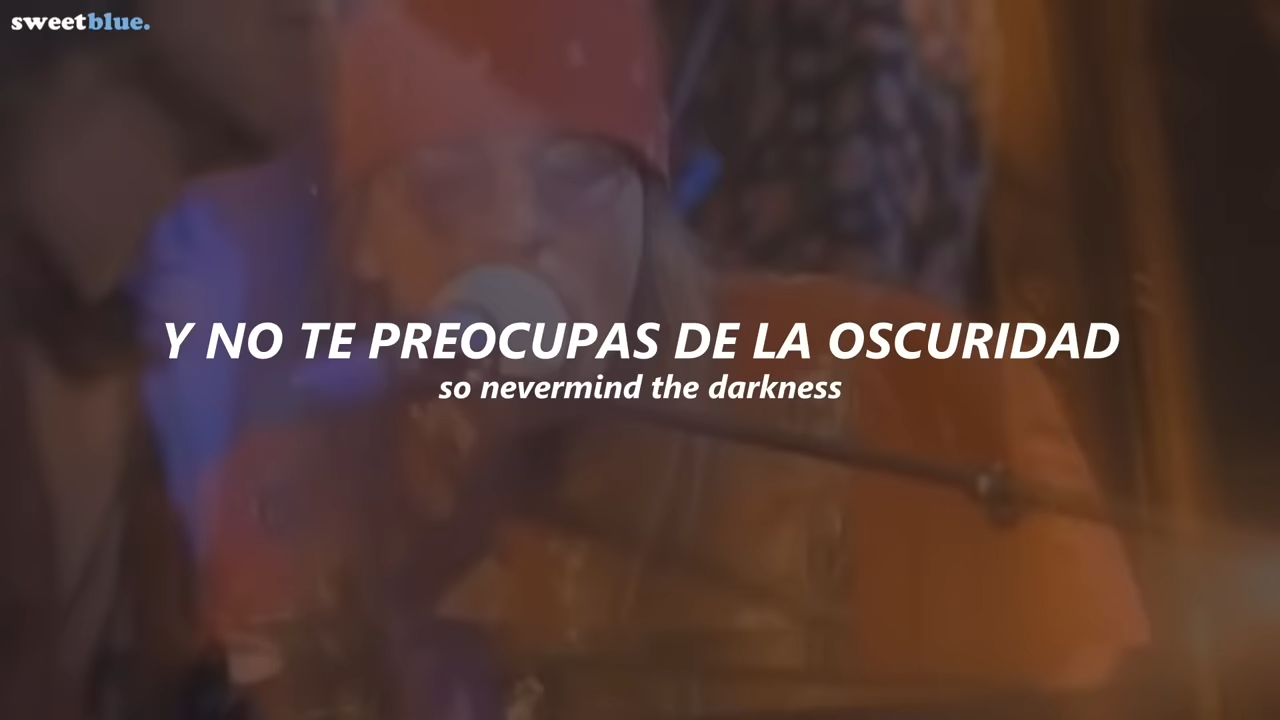 sweetblue.
Y NO TE PREOCUPAS DE LA OSCURIDAD
so nevermind the darkness